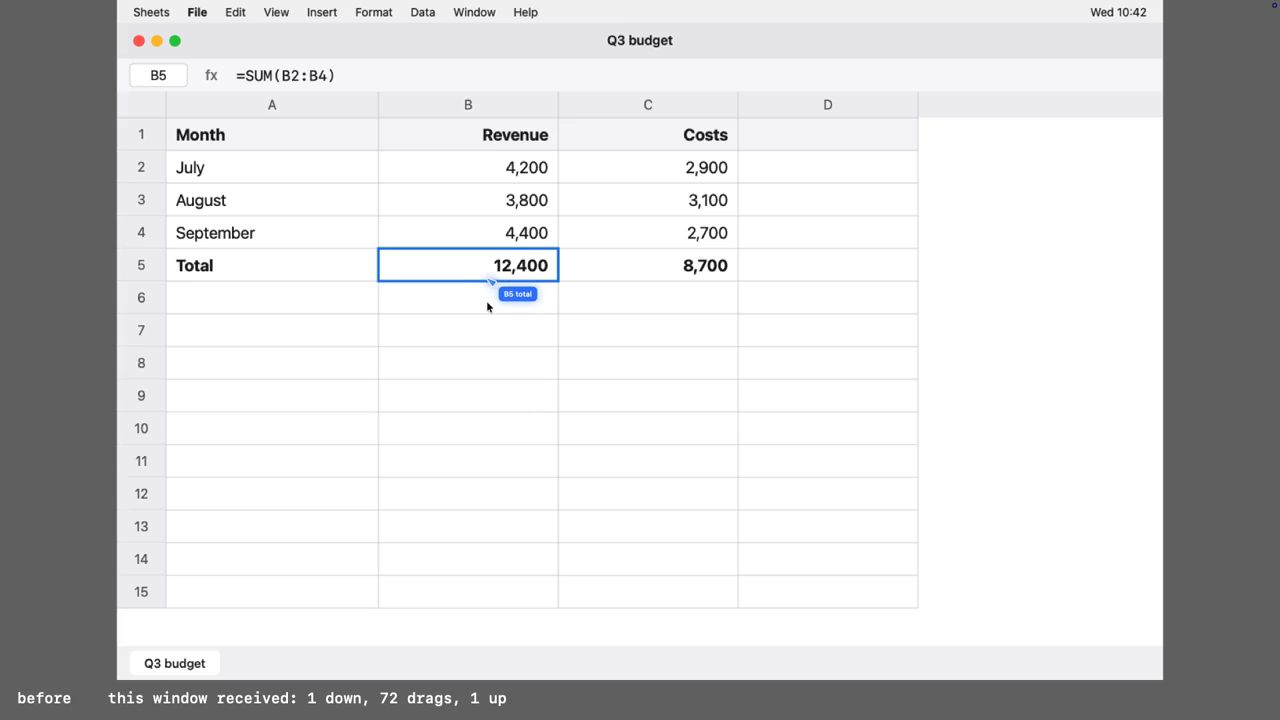 Sheets File Edit View Insert Format Data Window Help Wed 10:42
Q3 budget
B5 fx =SUM(B2:B4)
A B C D
1 Month Revenue Costs
2 July 4,200 2,900
3 August 3,800 3,100
4 September 4,400 2,700
5 Total 12,400 8,700
B5 total
6
7
8
9
10
11
12
13
14
15
Q3 budget
before this window received: 1 down, 72 drags, 1 up